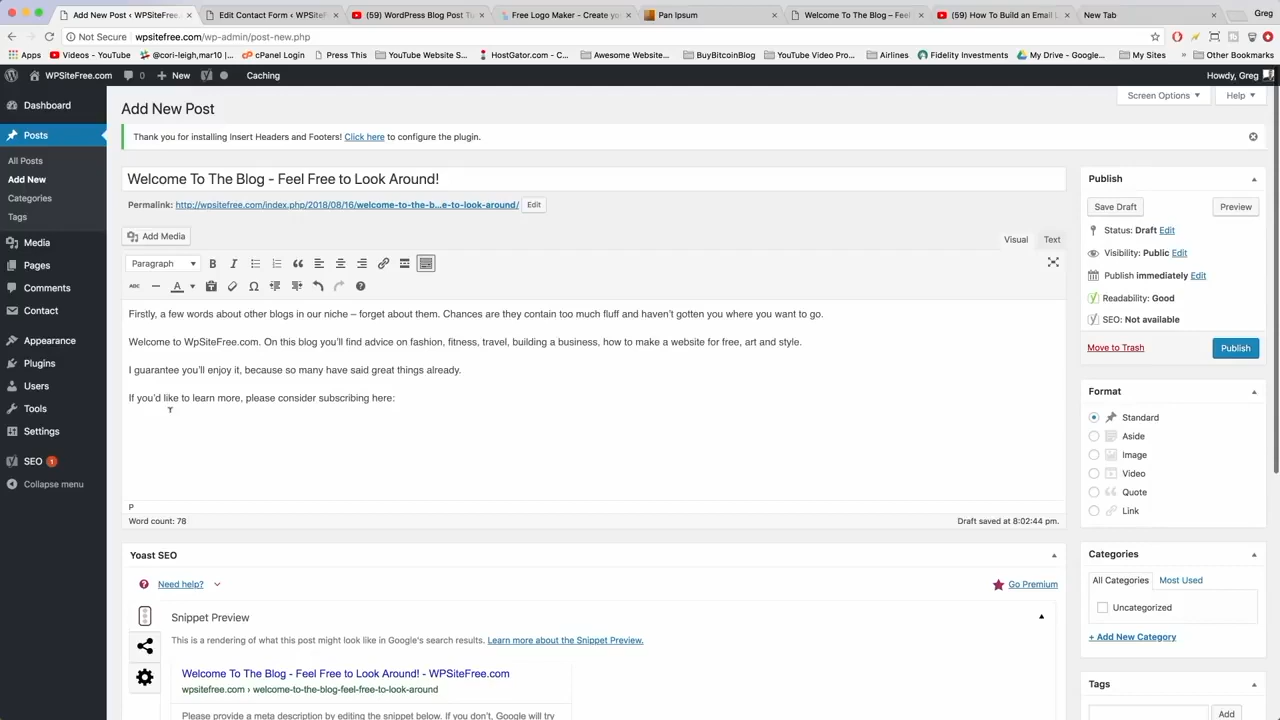 Add New Post ‹ WPSiteFree.com
Edit Contact Form ‹ WPSiteF
(59) WordPress Blog Post Tu
Free Logo Maker - Create yo
Pan Ipsum
Welcome To The Blog – Feel
(59) How To Build an Email L
New Tab
Greg
Not Secure wpsitefree.com/wp-admin/post-new.php
Apps Videos - YouTube @cori-leigh_mar10 cPanel Login Press This YouTube Website S HostGator.com Awesome Website... BuyBitcoinBlog YouTube Video Pro... Airlines Fidelity Investments My Drive - Google... My Sites Other Bookmarks
WPSiteFree.com 0 New Caching Howdy, Greg
Dashboard
Posts
All Posts
Add New
Categories
Tags
Media
Pages
Comments
Contact
Appearance
Plugins
Users
Tools
Settings
SEO 1
Collapse menu
Screen Options Help
Add New Post
Thank you for installing Insert Headers and Footers! Click here to configure the plugin.
Welcome To The Blog - Feel Free to Look Around!
Permalink: http://wpsitefree.com/index.php/2018/08/16/welcome-to-the-b…e-to-look-around/ Edit
Add Media
Visual Text
Paragraph B I
ABC A
Firstly, a few words about other blogs in our niche – forget about them. Chances are they contain too much fluff and haven't gotten you where you want to go.
Welcome to WpSiteFree.com. On this blog you'll find advice on fashion, fitness, travel, building a business, how to make a website for free, art and style.
I guarantee you'll enjoy it, because so many have said great things already.
If you'd like to learn more, please consider subscribing here:
P
Word count: 78 Draft saved at 8:02:44 pm.
Yoast SEO
Need help?
Go Premium
Snippet Preview
This is a rendering of what this post might look like in Google's search results. Learn more about the Snippet Preview.
Welcome To The Blog - Feel Free to Look Around! - WPSiteFree.com
wpsitefree.com › welcome-to-the-blog-feel-free-to-look-around
Please provide a meta description by editing the snippet below. If you don't, Google will try
Publish
Save Draft Preview
Status: Draft Edit
Visibility: Public Edit
Publish immediately Edit
Readability: Good
SEO: Not available
Move to Trash Publish
Format
Standard
Aside
Image
Video
Quote
Link
Categories
All Categories Most Used
Uncategorized
+ Add New Category
Tags
Add